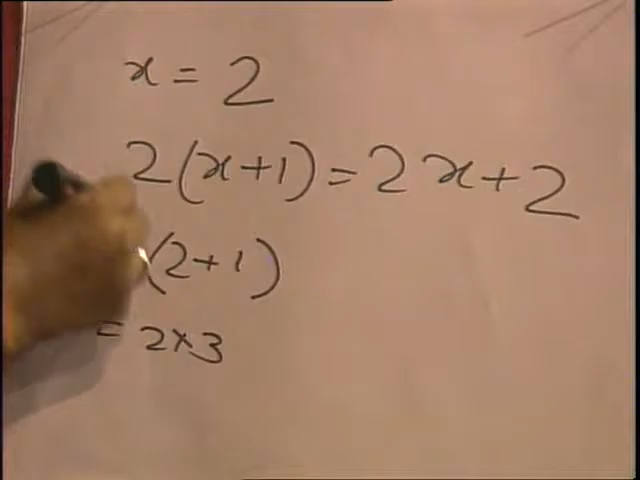 x = 2
2(x+1) = 2x+2
(2+1)
= 2×3